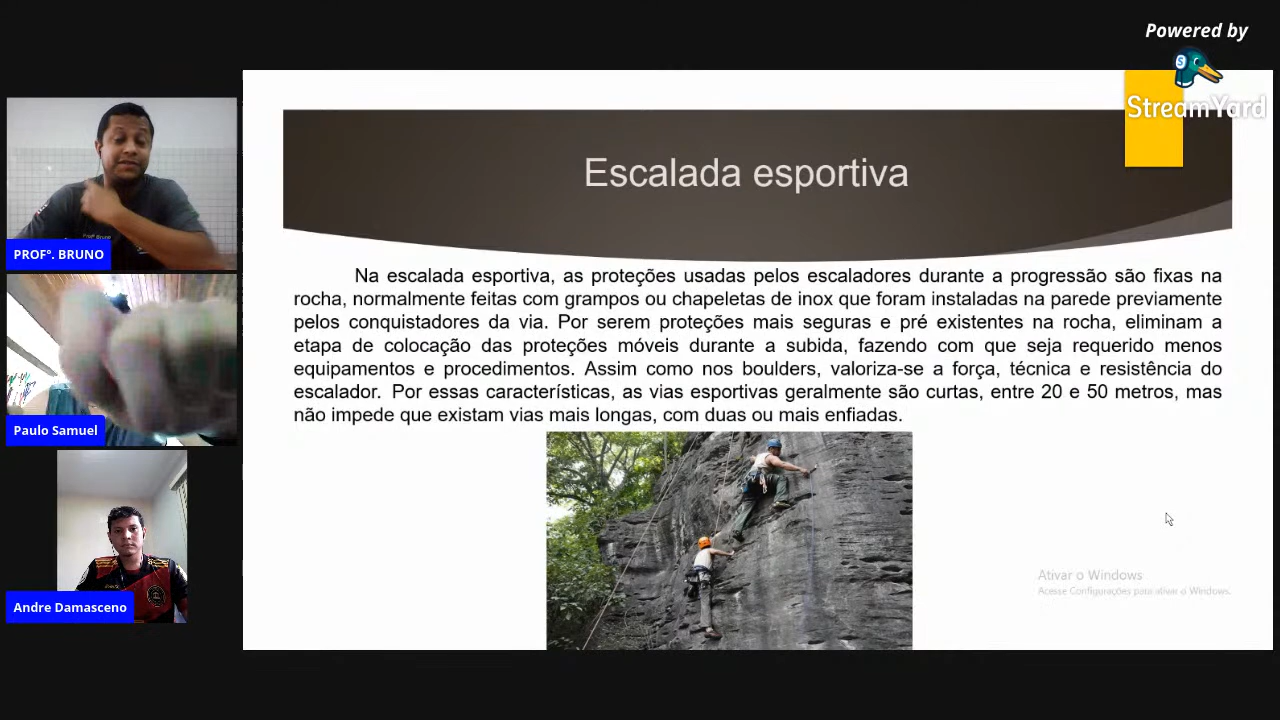 Powered by
StreamYard
Escalada esportiva
Na escalada esportiva, as proteções usadas pelos escaladores durante a progressão são fixas na
rocha, normalmente feitas com grampos ou chapeletas de inox que foram instaladas na parede previamente
pelos conquistadores da via. Por serem proteções mais seguras e pré existentes na rocha, eliminam a
etapa de colocação das proteções móveis durante a subida, fazendo com que seja requerido menos
equipamentos e procedimentos. Assim como nos boulders, valoriza-se a força, técnica e resistência do
escalador. Por essas características, as vias esportivas geralmente são curtas, entre 20 e 50 metros, mas
não impede que existam vias mais longas, com duas ou mais enfiadas.
PROFº. BRUNO
Paulo Samuel
Andre Damasceno
Ativar o Windows
Acesse Configurações para ativar o Windows.